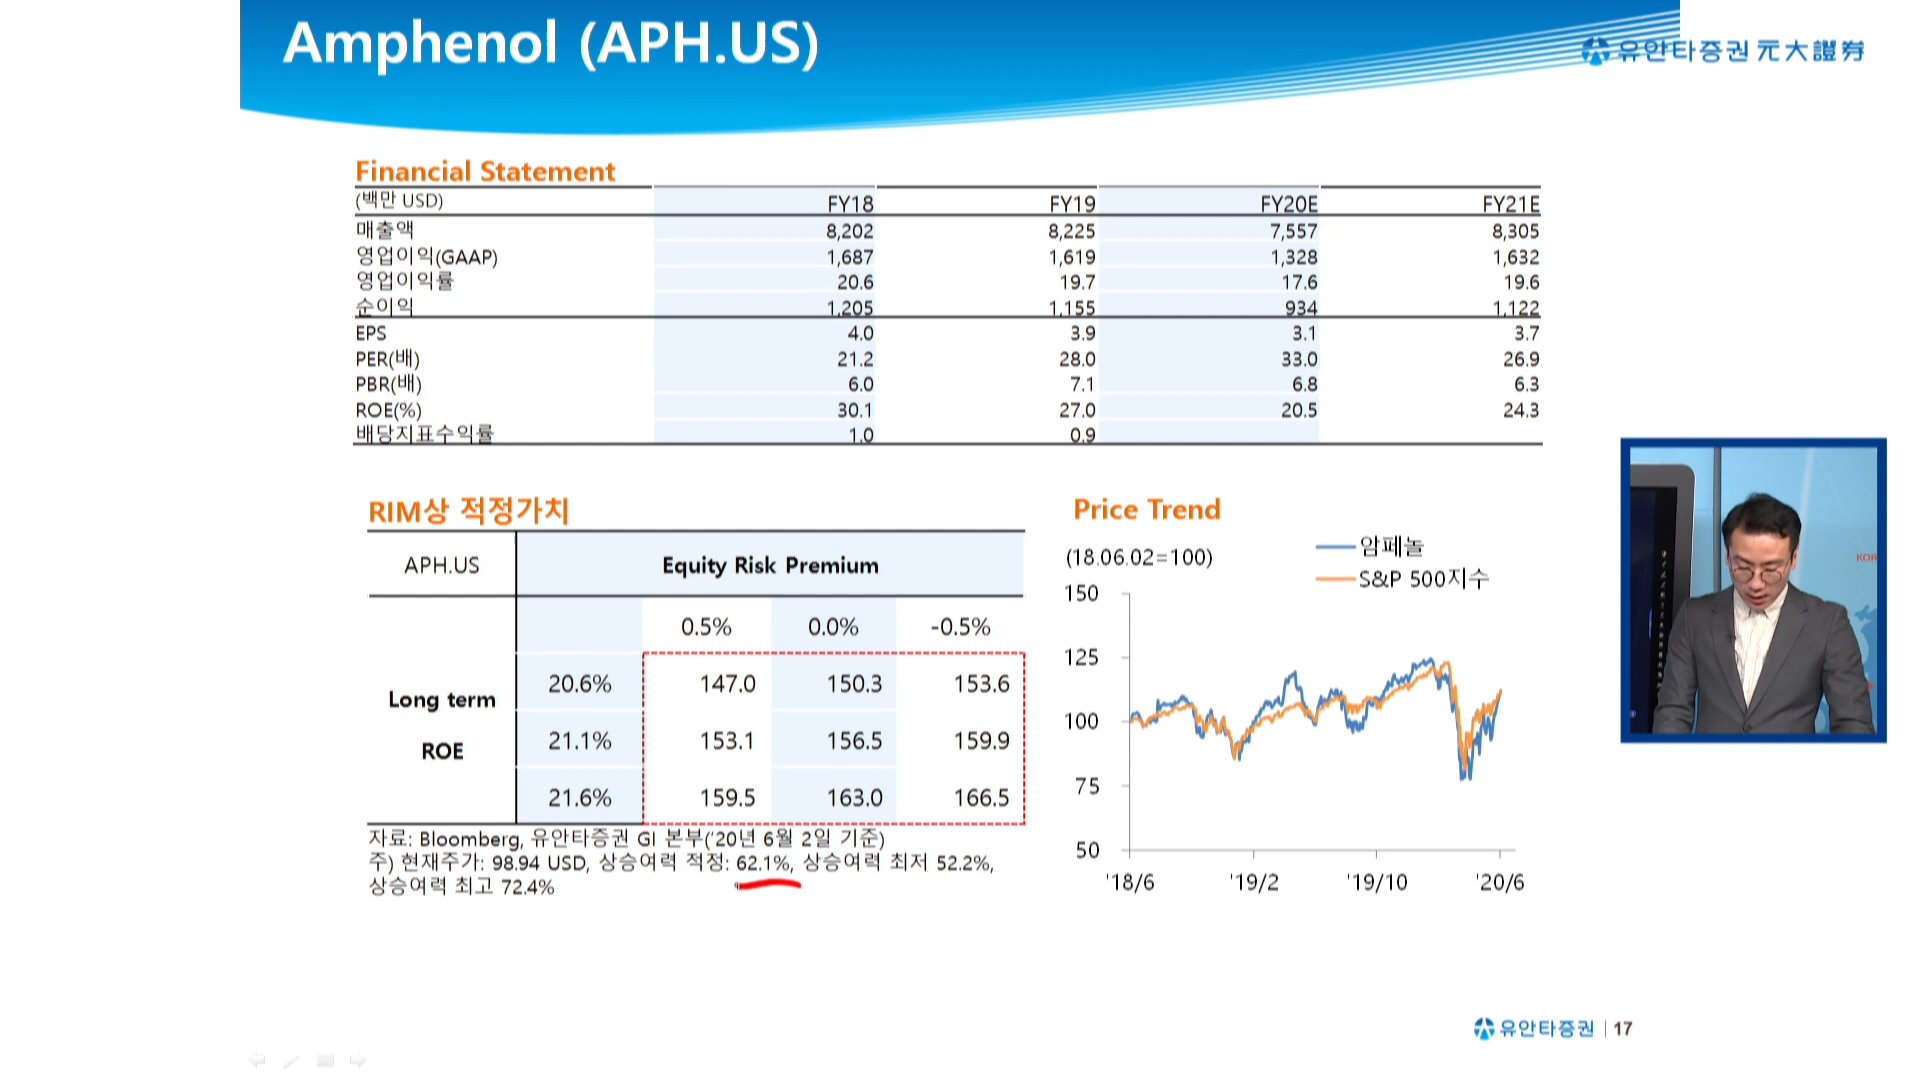 Amphenol (APH.US)
유안타증권 元大證券
Financial Statement
(백만 USD) FY18 FY19 FY20E FY21E
매출액 8,202 8,225 7,557 8,305
영업이익(GAAP) 1,687 1,619 1,328 1,632
영업이익률 20.6 19.7 17.6 19.6
순이익 1,205 1,155 934 1,122
EPS 4.0 3.9 3.1 3.7
PER(배) 21.2 28.0 33.0 26.9
PBR(배) 6.0 7.1 6.8 6.3
ROE(%) 30.1 27.0 20.5 24.3
배당지표수익률 1.0 0.9
RIM상 적정가치
APH.US Equity Risk Premium
0.5% 0.0% -0.5%
Long term
ROE
20.6% 147.0 150.3 153.6
21.1% 153.1 156.5 159.9
21.6% 159.5 163.0 166.5
자료: Bloomberg, 유안타증권 GI 본부('20년 6월 2일 기준)
주) 현재주가: 98.94 USD, 상승여력 적정: 62.1%, 상승여력 최저 52.2%,
상승여력 최고 72.4%
Price Trend
(18.06.02=100)
암페놀
S&P 500지수
150
125
100
75
50
'18/6 '19/2 '19/10 '20/6
KOR
유안타증권 | 17